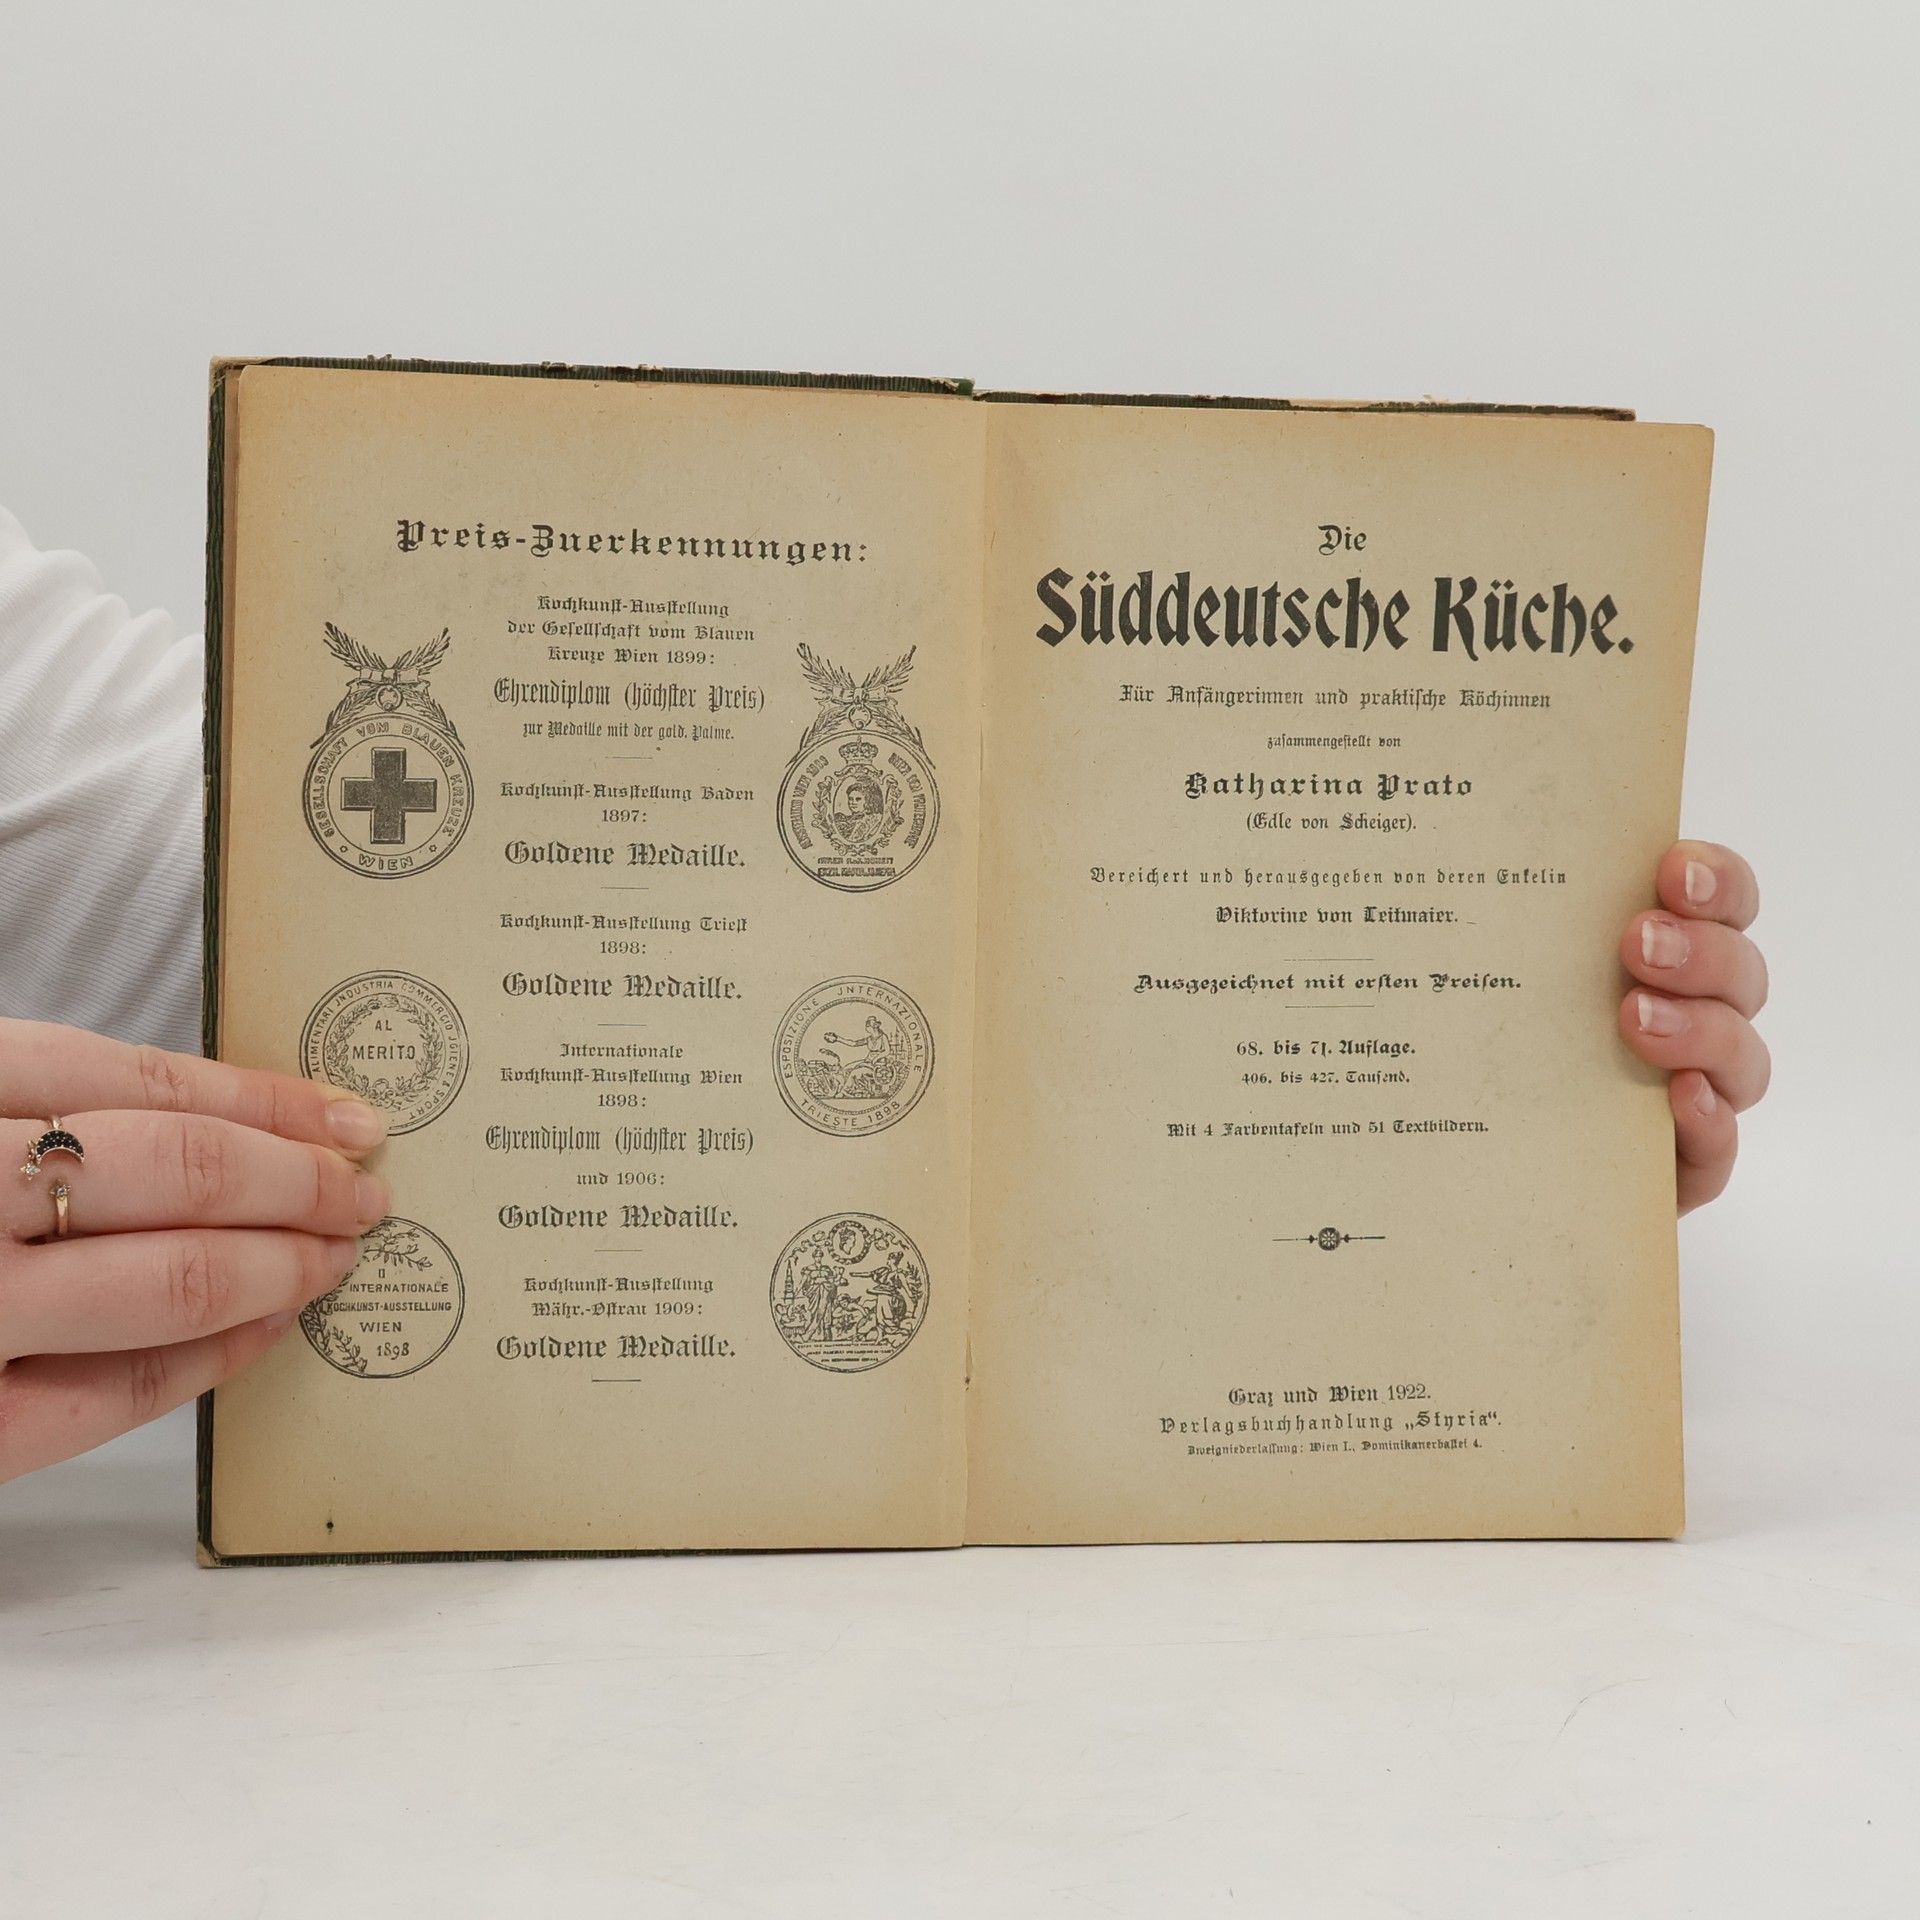 Preis-Zuerkennungen:
Kochkunst-Ausstellung
der Gesellschaft vom Blauen
Kreuze Wien 1899:
Ehrendiplom (höchster Preis)
zur Medaille mit der gold. Palme.
GESELLSCHAFT VOM BLAUEN KREUZE
WIEN
Kochkunst-Ausstellung Baden
1897:
Goldene Medaille.
Kochkunst-Ausstellung Triest
1898:
Goldene Medaille.
ALIMENTARI INDUSTRIA COMMERCIO IGIENE & SPORT
AL
MERITO
ESPOSIZIONE INTERNAZIONALE
TRIESTE 1898
Internationale
Kochkunst-Ausstellung Wien
1898:
Ehrendiplom (höchster Preis)
und 1906:
Goldene Medaille.
II
INTERNATIONALE
KOCHKUNST-AUSSTELLUNG
WIEN
1898
Kochkunst-Ausstellung
Mähr.-Ostrau 1909:
Goldene Medaille.
Die
Süddeutsche Küche.
Für Anfängerinnen und praktische Köchinnen
zusammengestellt von
Katharina Prato
(Edle von Scheiger).
Bereichert und herausgegeben von deren Enkelin
Viktorine von Leitmaier.
Ausgezeichnet mit ersten Preisen.
68. bis 71. Auflage.
406. bis 427. Tausend.
Mit 4 Farbentafeln und 51 Textbildern.
Graz und Wien 1922.
Verlagsbuchhandlung „Styria“.
Zweigniederlassung: Wien I., Dominikanerbastei 4.